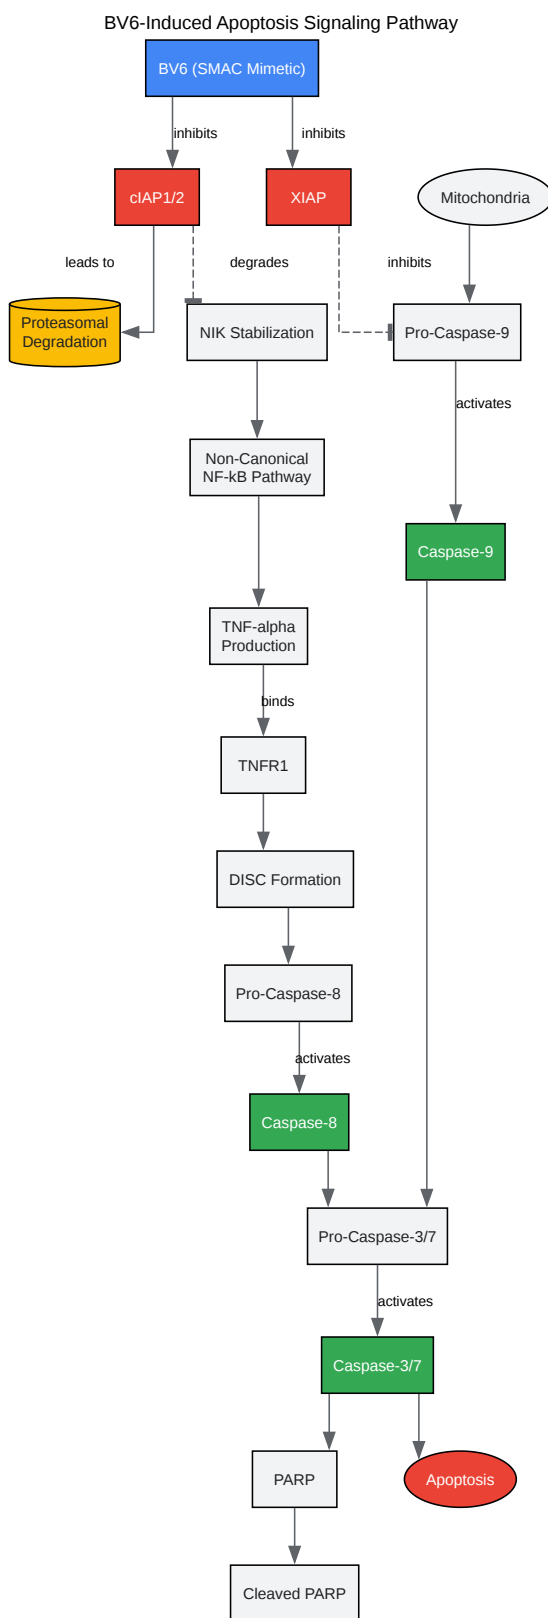 BV6-Induced Apoptosis Signaling Pathway
BV6 (SMAC Mimetic)
inhibits
inhibits
cIAP1/2
XIAP
Mitochondria
leads to
degrades
inhibits
Proteasomal
Degradation
NIK Stabilization
Pro-Caspase-9
activates
Non-Canonical
NF-kB Pathway
Caspase-9
TNF-alpha
Production
binds
TNFR1
DISC Formation
Pro-Caspase-8
activates
Caspase-8
Pro-Caspase-3/7
activates
Caspase-3/7
PARP
Apoptosis
Cleaved PARP